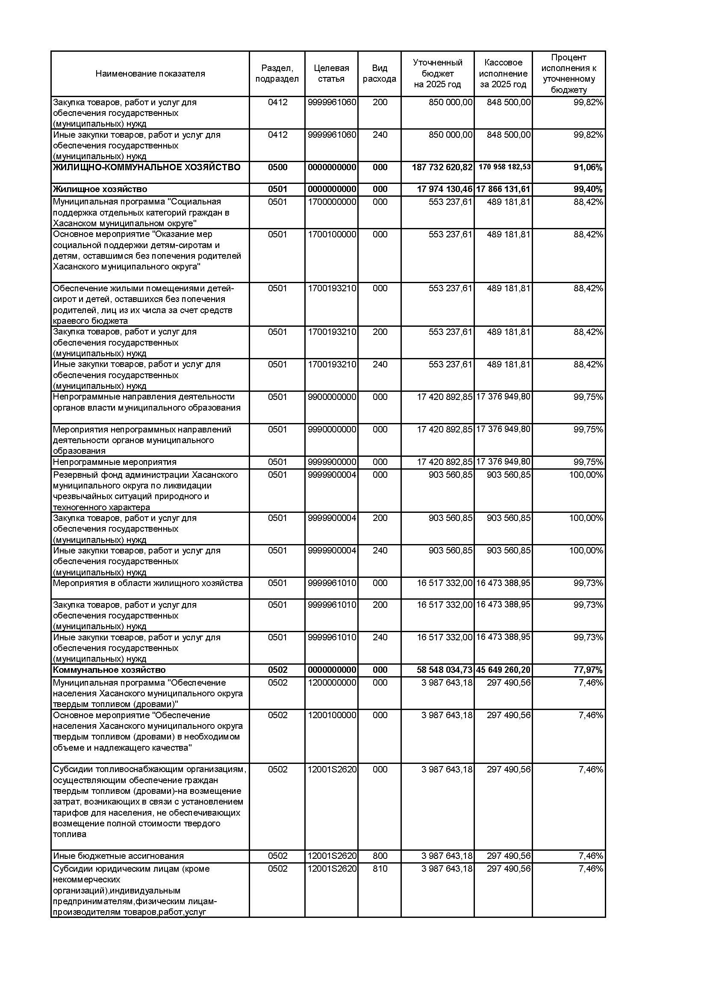 Наименование показателя
Раздел,
подраздел
Целевая
статья
Вид
расхода
Уточненный
бюджет
на 2025 год
Кассовое
исполнение
за 2025 год
Процент
исполнения к
уточненному
бюджету
Закупка товаров, работ и услуг для 0412 9999961060 200 850 000,00 848 500,00 99,82%
обеспечения государственных
(муниципальных) нужд
Иные закупки товаров, работ и услуг для 0412 9999961060 240 850 000,00 848 500,00 99,82%
обеспечения государственных
(муниципальных) нужд
ЖИЛИЩНО-КОММУНАЛЬНОЕ ХОЗЯЙСТВО 0500 0000000000 000 187 732 620,82 170 958 182,53 91,06%
Жилищное хозяйство 0501 0000000000 000 17 974 130,46 17 866 131,61 99,40%
Муниципальная программа "Социальная 0501 1700000000 000 553 237,61 489 181,81 88,42%
поддержка отдельных категорий граждан в
Хасанском муниципальном округе"
Основное мероприятие "Оказание мер 0501 1700100000 000 553 237,61 489 181,81 88,42%
социальной поддержки детям-сиротам и
детям, оставшимся без попечения родителей
Хасанского муниципального округа"
Обеспечение жилыми помещениями детей- 0501 1700193210 000 553 237,61 489 181,81 88,42%
сирот и детей, оставшихся без попечения
родителей, лиц из их числа за счет средств
краевого бюджета
Закупка товаров, работ и услуг для 0501 1700193210 200 553 237,61 489 181,81 88,42%
обеспечения государственных
(муниципальных) нужд
Иные закупки товаров, работ и услуг для 0501 1700193210 240 553 237,61 489 181,81 88,42%
обеспечения государственных
(муниципальных) нужд
Непрограммные направления деятельности 0501 9900000000 000 17 420 892,85 17 376 949,80 99,75%
органов власти муниципального образования
Мероприятия непрограммных направлений 0501 9990000000 000 17 420 892,85 17 376 949,80 99,75%
деятельности органов муниципального
образования
Непрограммные мероприятия 0501 9999900000 000 17 420 892,85 17 376 949,80 99,75%
Резервный фонд администрации Хасанского 0501 9999900004 000 903 560,85 903 560,85 100,00%
муниципального округа по ликвидации
чрезвычайных ситуаций природного и
техногенного характера
Закупка товаров, работ и услуг для 0501 9999900004 200 903 560,85 903 560,85 100,00%
обеспечения государственных
(муниципальных) нужд
Иные закупки товаров, работ и услуг для 0501 9999900004 240 903 560,85 903 560,85 100,00%
обеспечения государственных
(муниципальных) нужд
Мероприятия в области жилищного хозяйства 0501 9999961010 000 16 517 332,00 16 473 388,95 99,73%
Закупка товаров, работ и услуг для 0501 9999961010 200 16 517 332,00 16 473 388,95 99,73%
обеспечения государственных
(муниципальных) нужд
Иные закупки товаров, работ и услуг для 0501 9999961010 240 16 517 332,00 16 473 388,95 99,73%
обеспечения государственных
(муниципальных) нужд
Коммунальное хозяйство 0502 0000000000 000 58 548 034,73 45 649 260,20 77,97%
Муниципальная программа "Обеспечение 0502 1200000000 000 3 987 643,18 297 490,56 7,46%
населения Хасанского муниципального округа
твердым топливом (дровами)"
Основное мероприятие "Обеспечение 0502 1200100000 000 3 987 643,18 297 490,56 7,46%
населения Хасанского муниципального округа
твердым топливом (дровами) в необходимом
объеме и надлежащего качества"
Субсидии топливоснабжающим организациям, 0502 12001S2620 000 3 987 643,18 297 490,56 7,46%
осуществляющим обеспечение граждан
твердым топливом (дровами)-на возмещение
затрат, возникающих в связи с установлением
тарифов для населения, не обеспечивающих
возмещение полной стоимости твердого
топлива
Иные бюджетные ассигнования 0502 12001S2620 800 3 987 643,18 297 490,56 7,46%
Субсидии юридическим лицам (кроме 0502 12001S2620 810 3 987 643,18 297 490,56 7,46%
некоммерческих
организаций),индивидуальным
предпринимателям,физическим лицам-
производителям товаров,работ,услуг